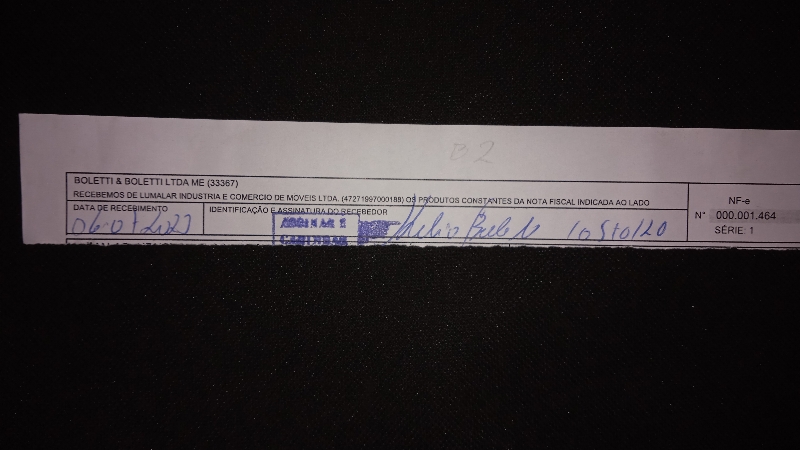 B2
BOLETTI & BOLETTI LTDA ME (33367)
RECEBEMOS DE LUMALAR INDUSTRIA E COMERCIO DE MOVEIS LTDA. (47271997000188) OS PRODUTOS CONSTANTES DA NOTA FISCAL INDICADA AO LADO
DATA DE RECEBIMENTO
IDENTIFICAÇÃO E ASSINATURA DO RECEBEDOR
NF-e
N° 000.001.464
SÉRIE: 1